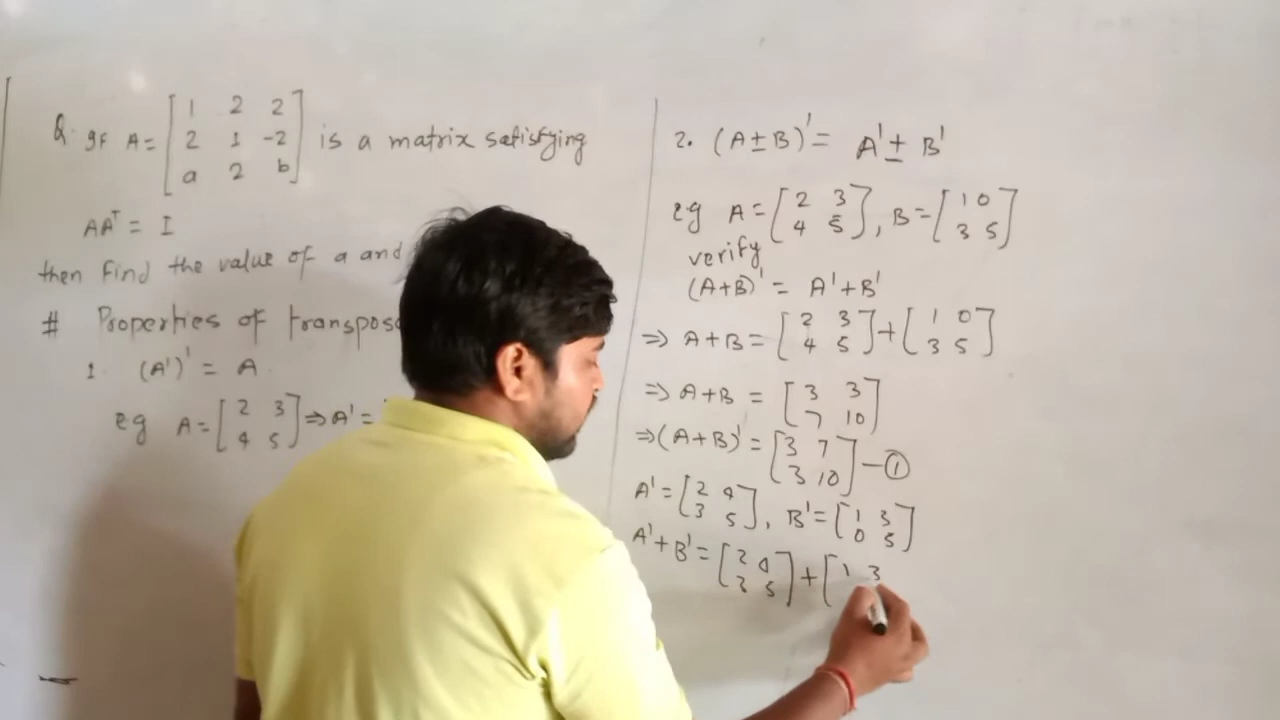 Q. If A = [1 2 2
2 1 -2
a 2 b] is a matrix satisfying
AAᵀ = I
then find the value of a and
# Properties of transpose
1. (A')' = A
eg A = [2 3
4 5] ⇒ A' =
2. (A ± B)' = A' ± B'
eg A = [2 3
4 5], B = [1 0
3 5]
verify
(A+B)' = A'+B'
⇒ A+B = [2 3
4 5] + [1 0
3 5]
⇒ A+B = [3 3
7 10]
⇒ (A+B)' = [3 7
3 10] — ①
A' = [2 4
3 5], B' = [1 3
0 5]
A'+B' = [2 4
3 5] + [1 3